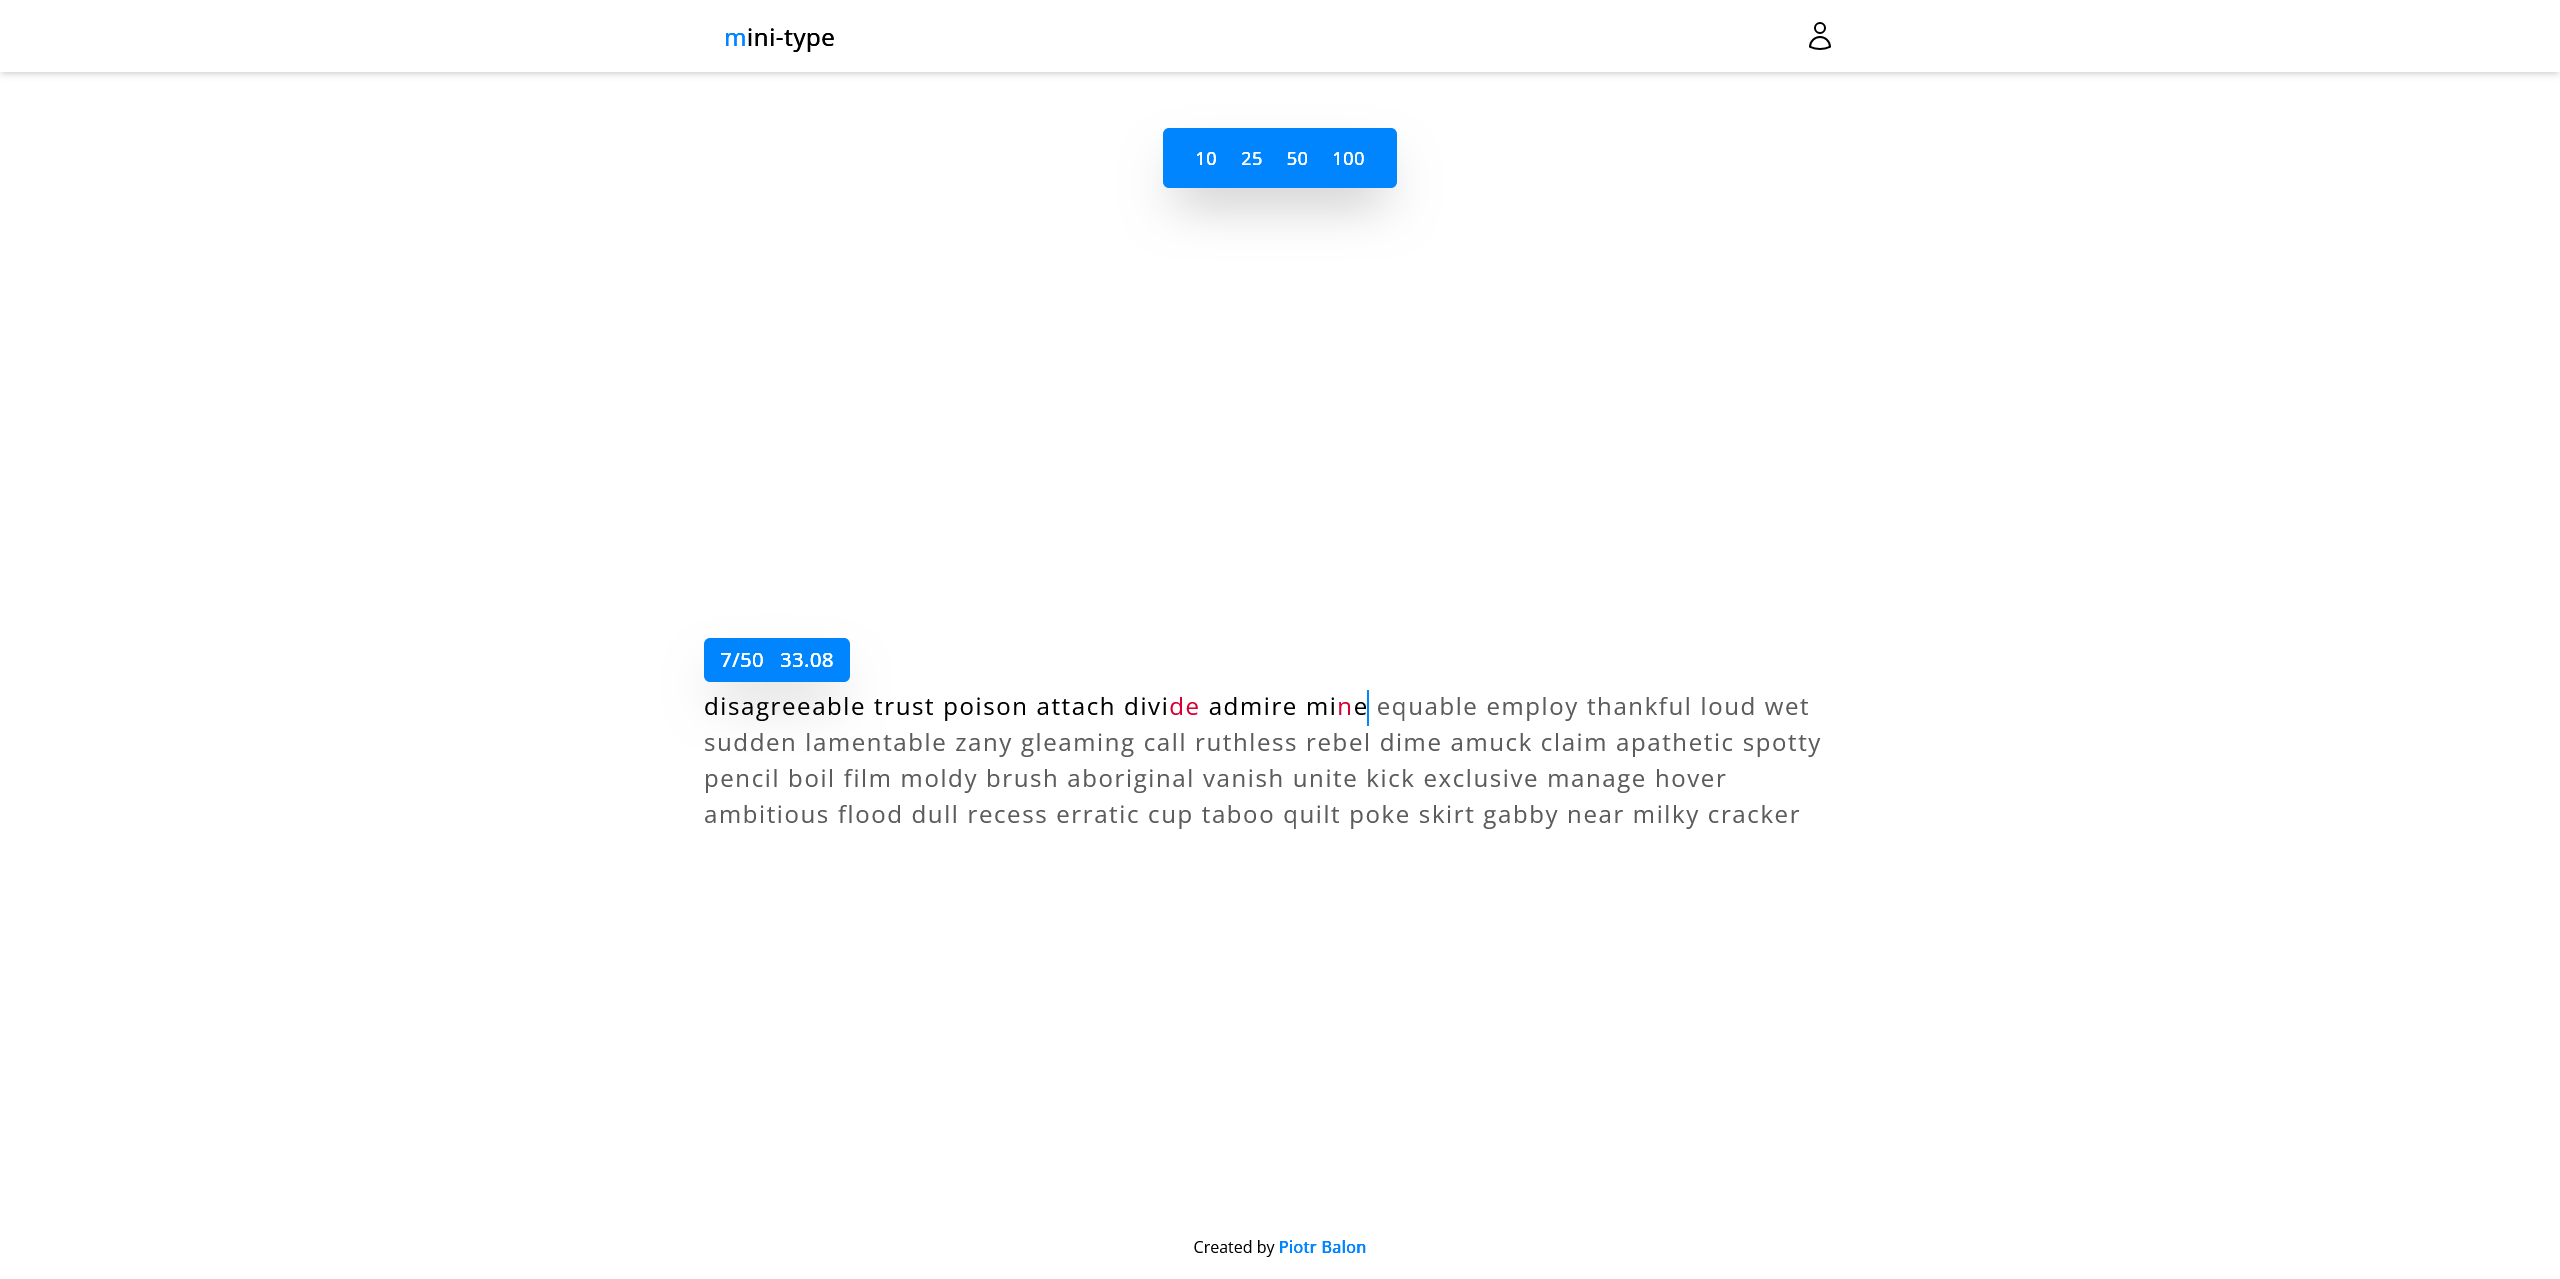 mini-type
10 25 50 100
7/50 33.08
disagreeable trust poison attach divide admire mine equable employ thankful loud wet
sudden lamentable zany gleaming call ruthless rebel dime amuck claim apathetic spotty
pencil boil film moldy brush aboriginal vanish unite kick exclusive manage hover
ambitious flood dull recess erratic cup taboo quilt poke skirt gabby near milky cracker
Created by Piotr Balon